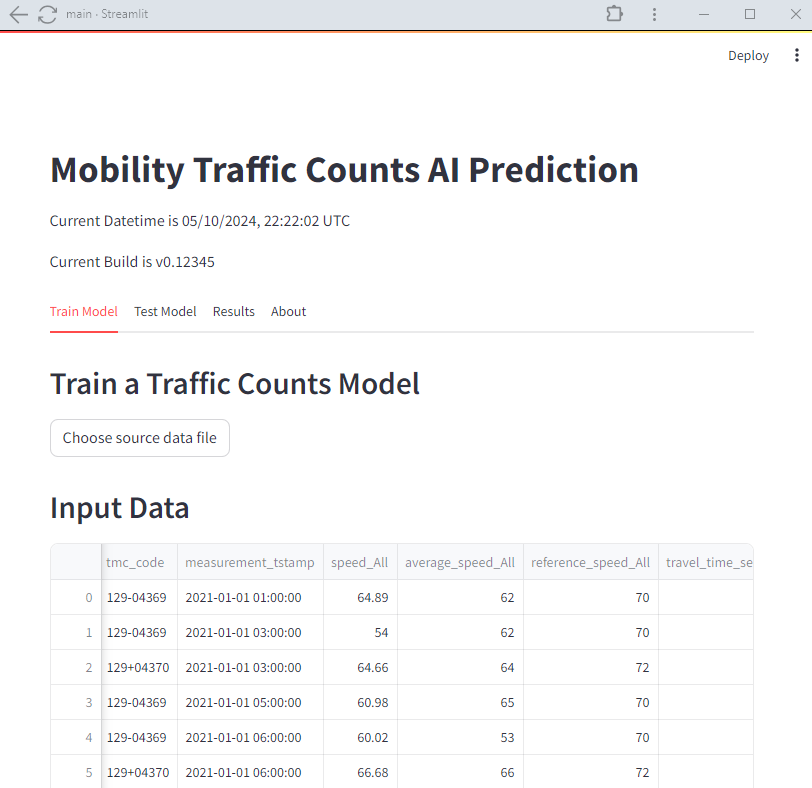 main · Streamlit
Deploy
Mobility Traffic Counts AI Prediction
Current Datetime is 05/10/2024, 22:22:02 UTC
Current Build is v0.12345
Train Model Test Model Results About
Train a Traffic Counts Model
Choose source data file
Input Data
tmc_code measurement_tstamp speed_All average_speed_All reference_speed_All travel_time_se
0 129-04369 2021-01-01 01:00:00 64.89 62 70
1 129-04369 2021-01-01 03:00:00 54 62 70
2 129+04370 2021-01-01 03:00:00 64.66 64 72
3 129-04369 2021-01-01 05:00:00 60.98 65 70
4 129-04369 2021-01-01 06:00:00 60.02 53 70
5 129+04370 2021-01-01 06:00:00 66.68 66 72